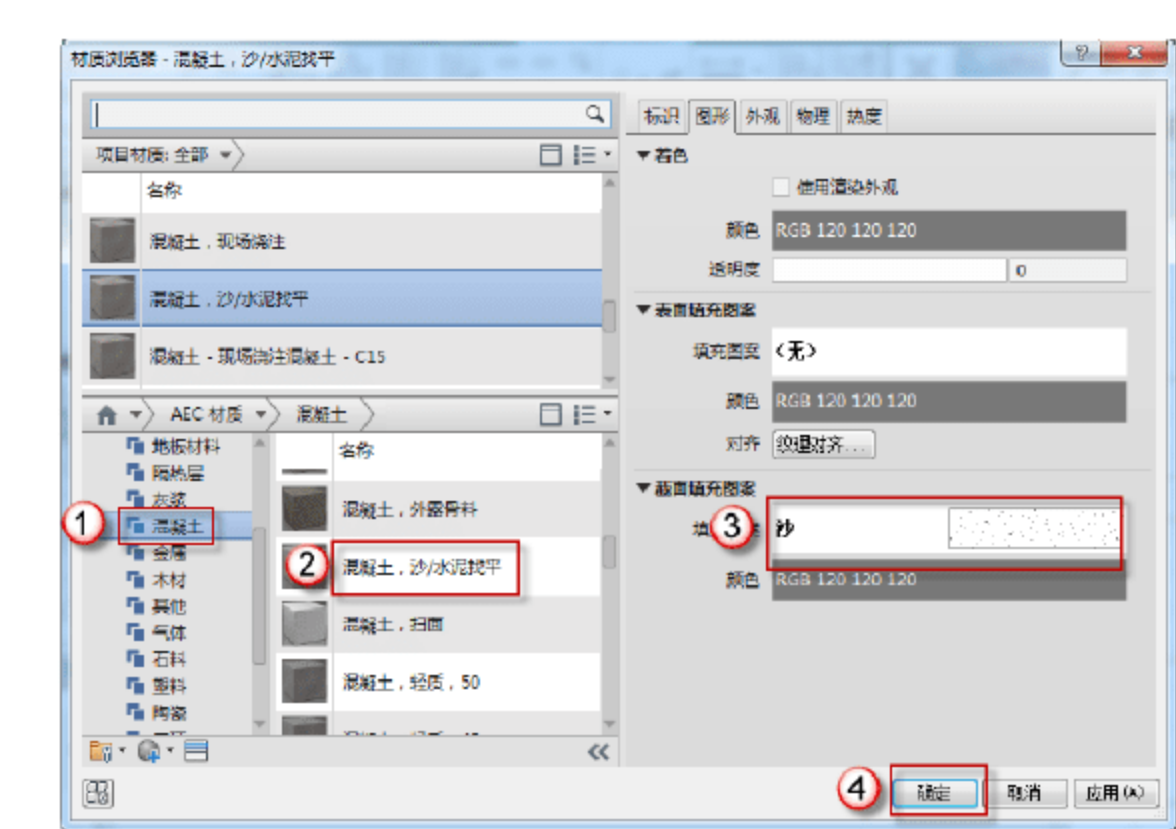 材质浏览器 - 混凝土，沙/水泥找平
项目材质: 全部
名称
混凝土，现场浇注
混凝土，沙/水泥找平
混凝土 - 现场浇注混凝土 - C15
AEC 材质
混凝土
地板材料
隔热层
灰浆
混凝土
金属
木材
其他
气体
石料
塑料
陶瓷
名称
混凝土，外露骨料
混凝土，沙/水泥找平
混凝土，扫面
混凝土，轻质，50
标识 图形 外观 物理 热度
着色
使用渲染外观
颜色 RGB 120 120 120
透明度 0
表面填充图案
填充图案 <无>
颜色 RGB 120 120 120
对齐 纹理对齐...
截面填充图案
沙
颜色 RGB 120 120 120
1
2
3
4
确定 取消 应用(A)